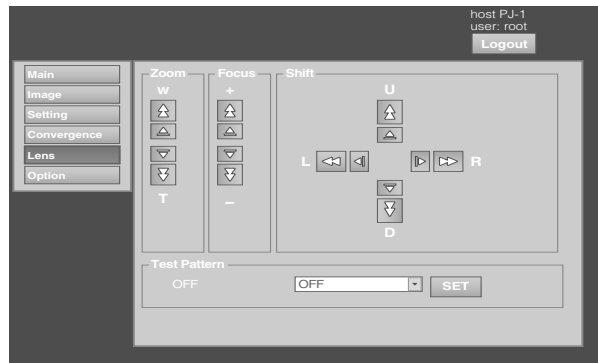 host PJ-1
user: root
Logout
Main
Image
Setting
Convergence
Lens
Option
Zoom
W
T
Focus
+
–
Shift
U
L
R
D
Test Pattern
OFF
OFF
SET